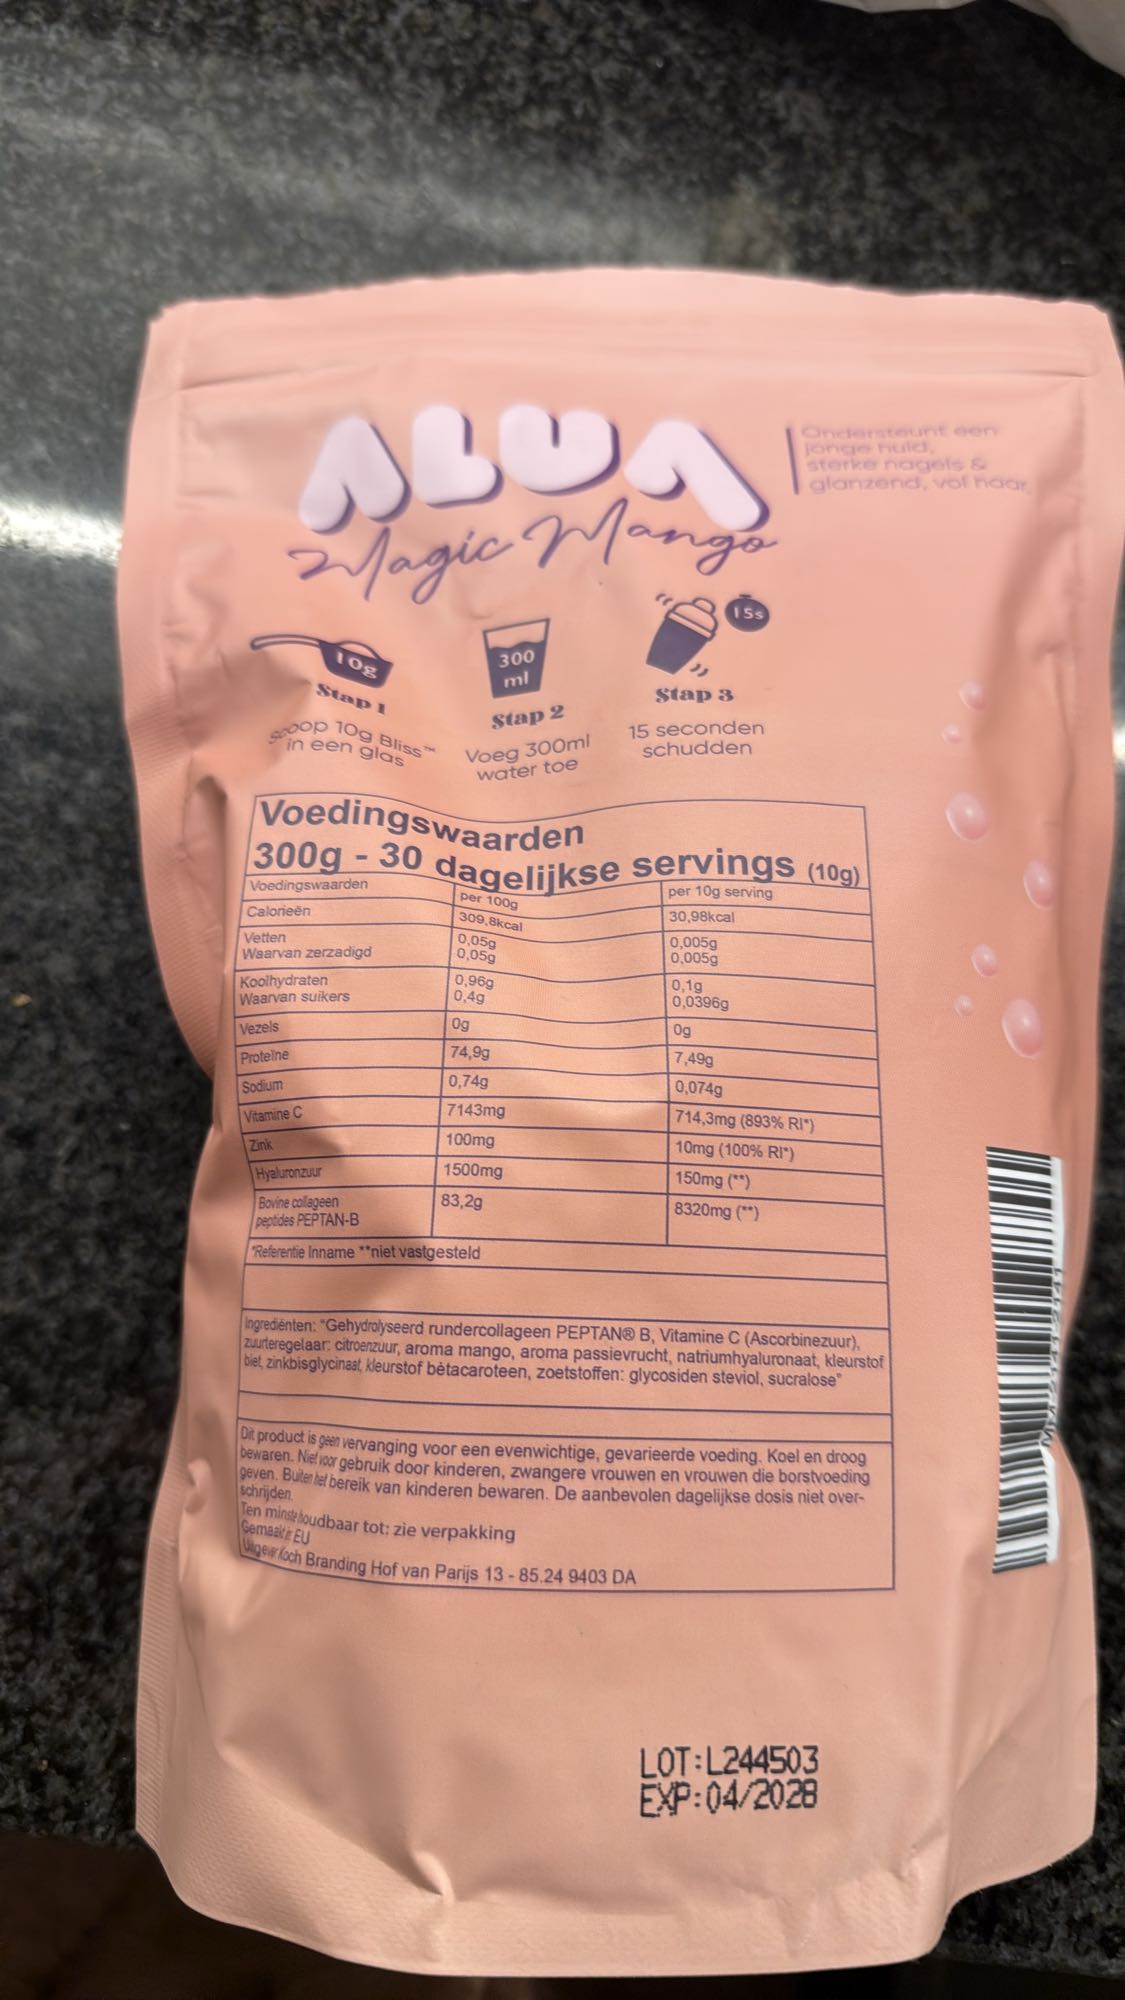 ALUA
Magic Mango
Ondersteunt een
jonge huid,
sterke nagels &
glanzend, vol haar
10g
Stap 1
Scoop 10g Bliss™
in een glas
300
ml
Stap 2
Voeg 300ml
water toe
15s
Stap 3
15 seconden
schudden
Voedingswaarden
300g - 30 dagelijkse servings (10g)
Voedingswaarden per 100g per 10g serving
Calorieën 309,8kcal 30,98kcal
Vetten 0,05g 0,005g
Waarvan zerzadigd 0,05g 0,005g
Koolhydraten 0,96g 0,1g
Waarvan suikers 0,4g 0,0396g
Vezels 0g 0g
Proteïne 74,9g 7,49g
Sodium 0,74g 0,074g
Vitamine C 7143mg 714,3mg (893% RI*)
Zink 100mg 10mg (100% RI*)
Hyaluronzuur 1500mg 150mg (**)
Bovine collageen 83,2g 8320mg (**)
peptides PEPTAN-B
*Referentie Inname **niet vastgesteld
Ingrediënten: "Gehydrolyseerd rundercollageen PEPTAN® B, Vitamine C (Ascorbinezuur),
zuurteregelaar: citroenzuur, aroma mango, aroma passievrucht, natriumhyaluronaat, kleurstof
biet, zinkbisglycinaat, kleurstof bètacaroteen, zoetstoffen: glycosiden steviol, sucralose"
Dit product is geen vervanging voor een evenwichtige, gevarieerde voeding. Koel en droog
bewaren. Niet voor gebruik door kinderen, zwangere vrouwen en vrouwen die borstvoeding
geven. Buiten het bereik van kinderen bewaren. De aanbevolen dagelijkse dosis niet over-
schrijden.
Ten minste houdbaar tot: zie verpakking
Gemaakt in EU
Uitgever Koch Branding Hof van Parijs 13 - 85.24 9403 DA
LOT:L244503
EXP:04/2028